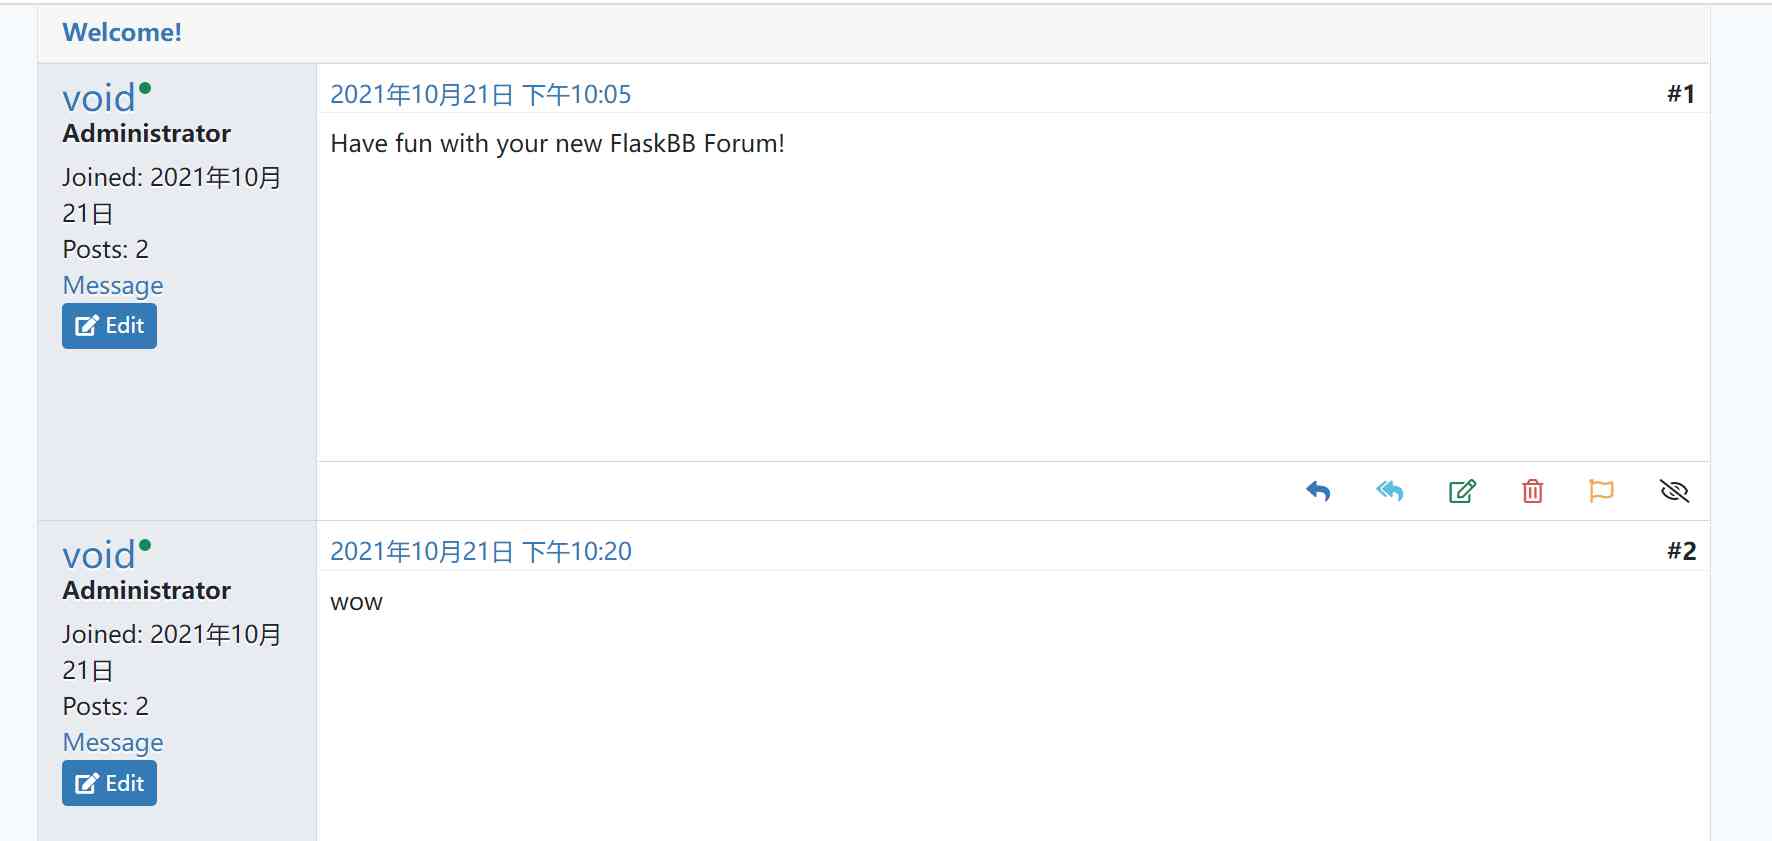 Welcome!
void
Administrator
Joined: 2021年10月
21日
Posts: 2
Message
Edit
2021年10月21日 下午10:05
#1
Have fun with your new FlaskBB Forum!
void
Administrator
Joined: 2021年10月
21日
Posts: 2
Message
Edit
2021年10月21日 下午10:20
#2
wow